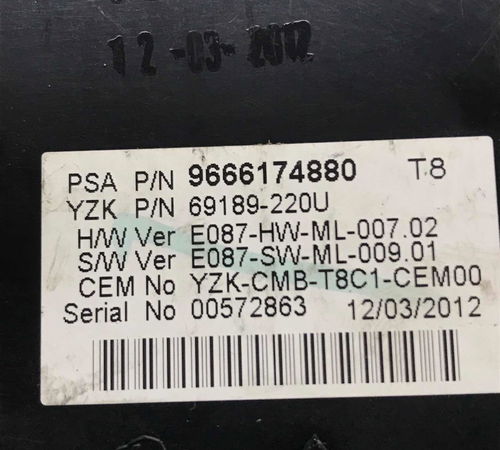 12-03-2012
PSA P/N 9666174880 T8
YZK P/N 69189-220U
H/W Ver E087-HW-ML-007.02
S/W Ver E087-SW-ML-009.01
CEM No YZK-CMB-T8C1-CEM00
Serial No 00572863 12/03/2012